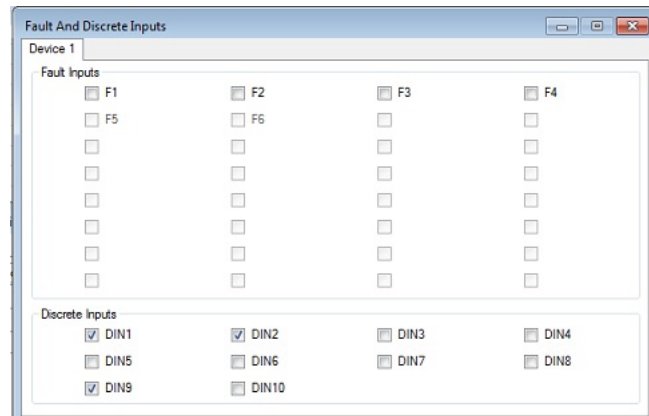 Fault And Discrete Inputs
Device 1
Fault Inputs
F1 F2 F3 F4
F5 F6
Discrete Inputs
DIN1 DIN2 DIN3 DIN4
DIN5 DIN6 DIN7 DIN8
DIN9 DIN10